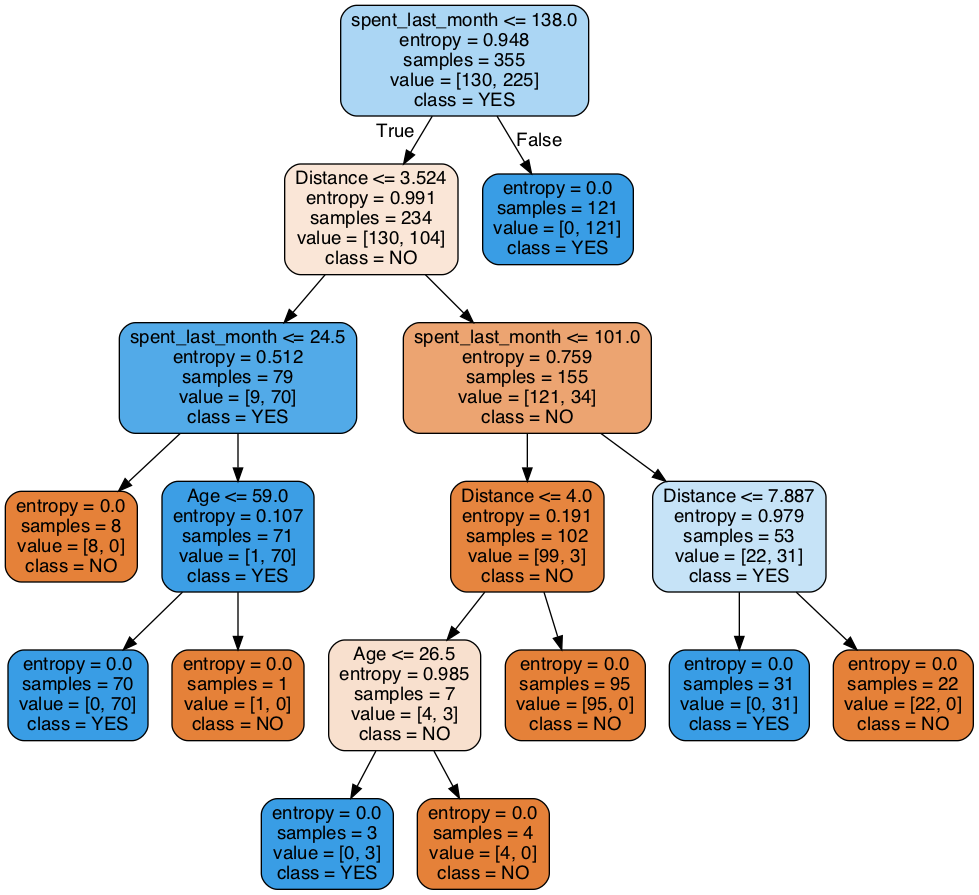 spent_last_month <= 138.0
entropy = 0.948
samples = 355
value = [130, 225]
class = YES
True
False
Distance <= 3.524
entropy = 0.991
samples = 234
value = [130, 104]
class = NO
entropy = 0.0
samples = 121
value = [0, 121]
class = YES
spent_last_month <= 24.5
entropy = 0.512
samples = 79
value = [9, 70]
class = YES
spent_last_month <= 101.0
entropy = 0.759
samples = 155
value = [121, 34]
class = NO
entropy = 0.0
samples = 8
value = [8, 0]
class = NO
Age <= 59.0
entropy = 0.107
samples = 71
value = [1, 70]
class = YES
Distance <= 4.0
entropy = 0.191
samples = 102
value = [99, 3]
class = NO
Distance <= 7.887
entropy = 0.979
samples = 53
value = [22, 31]
class = YES
entropy = 0.0
samples = 70
value = [0, 70]
class = YES
entropy = 0.0
samples = 1
value = [1, 0]
class = NO
Age <= 26.5
entropy = 0.985
samples = 7
value = [4, 3]
class = NO
entropy = 0.0
samples = 95
value = [95, 0]
class = NO
entropy = 0.0
samples = 31
value = [0, 31]
class = YES
entropy = 0.0
samples = 22
value = [22, 0]
class = NO
entropy = 0.0
samples = 3
value = [0, 3]
class = YES
entropy = 0.0
samples = 4
value = [4, 0]
class = NO